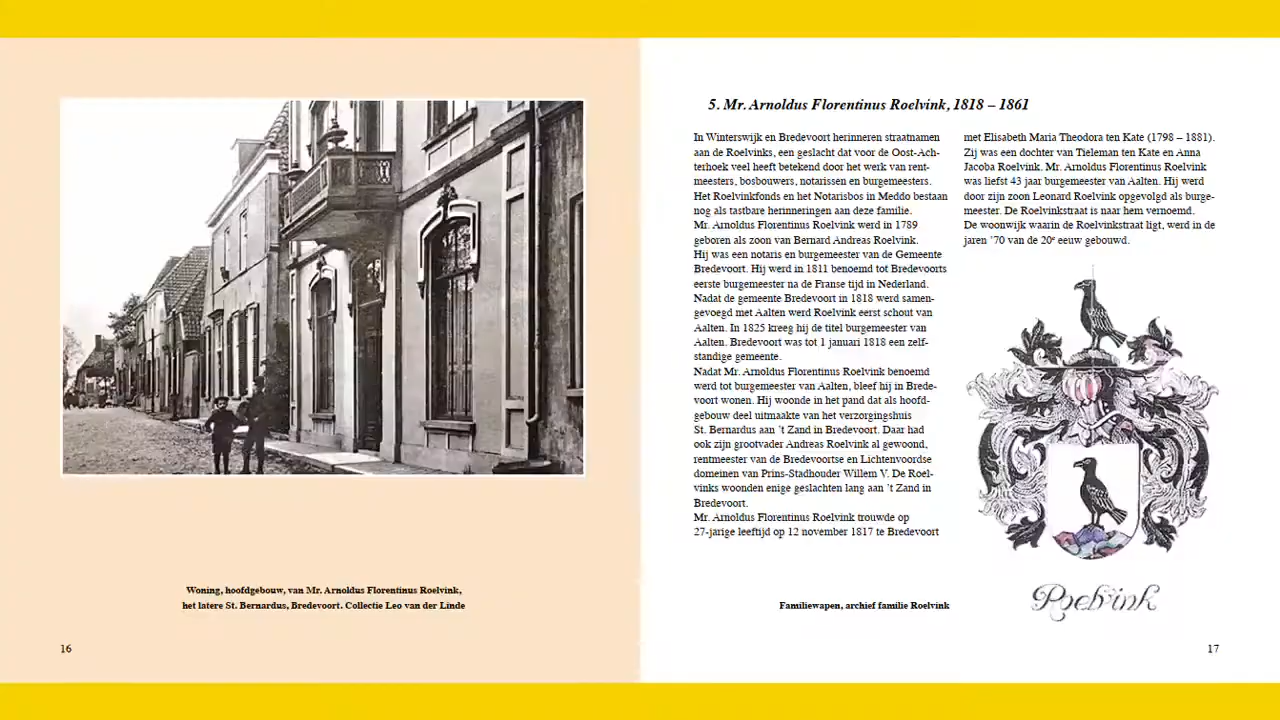 Woning, hoofdgebouw, van Mr. Arnoldus Florentinus Roelvink,
het latere St. Bernardus, Bredevoort. Collectie Leo van der Linde
16
5. Mr. Arnoldus Florentinus Roelvink, 1818 – 1861
In Winterswijk en Bredevoort herinneren straatnamen
aan de Roelvinks, een geslacht dat voor de Oost-Ach-
terhoek veel heeft betekend door het werk van rent-
meesters, bosbouwers, notarissen en burgemeesters.
Het Roelvinkfonds en het Notarisbos in Meddo bestaan
nog als tastbare herinneringen aan deze familie.
Mr. Arnoldus Florentinus Roelvink werd in 1789
geboren als zoon van Bernard Andreas Roelvink.
Hij was een notaris en burgemeester van de Gemeente
Bredevoort. Hij werd in 1811 benoemd tot Bredevoorts
eerste burgemeester na de Franse tijd in Nederland.
Nadat de gemeente Bredevoort in 1818 werd samen-
gevoegd met Aalten werd Roelvink eerst schout van
Aalten. In 1825 kreeg hij de titel burgemeester van
Aalten. Bredevoort was tot 1 januari 1818 een zelf-
standige gemeente.
Nadat Mr. Arnoldus Florentinus Roelvink benoemd
werd tot burgemeester van Aalten, bleef hij in Brede-
voort wonen. Hij woonde in het pand dat als hoofd-
gebouw deel uitmaakte van het verzorgingshuis
St. Bernardus aan ’t Zand in Bredevoort. Daar had
ook zijn grootvader Andreas Roelvink al gewoond,
rentmeester van de Bredevoortse en Lichtenvoordse
domeinen van Prins-Stadhouder Willem V. De Roel-
vinks woonden enige geslachten lang aan ’t Zand in
Bredevoort.
Mr. Arnoldus Florentinus Roelvink trouwde op
27-jarige leeftijd op 12 november 1817 te Bredevoort
met Elisabeth Maria Theodora ten Kate (1798 – 1881).
Zij was een dochter van Tieleman ten Kate en Anna
Jacoba Roelvink. Mr. Arnoldus Florentinus Roelvink
was liefst 43 jaar burgemeester van Aalten. Hij werd
door zijn zoon Leonard Roelvink opgevolgd als burge-
meester. De Roelvinkstraat is naar hem vernoemd.
De woonwijk waarin de Roelvinkstraat ligt, werd in de
jaren ’70 van de 20e eeuw gebouwd.
Roelvink
Familiewapen, archief familie Roelvink
17